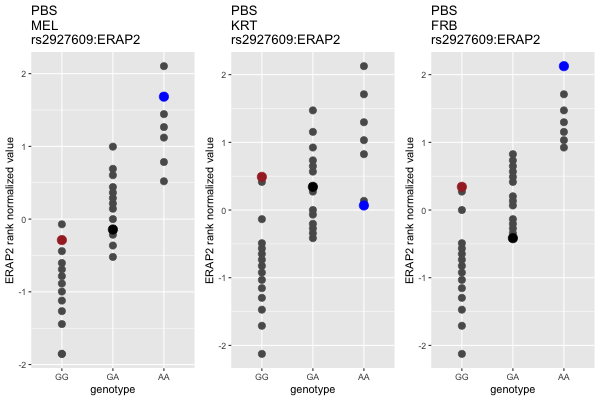 PBS
MEL
rs2927609:ERAP2
ERAP2 rank normalized value
2
1
0
-1
-2
GG GA AA
genotype
PBS
KRT
rs2927609:ERAP2
ERAP2 rank normalized value
2
1
0
-1
-2
GG GA AA
genotype
PBS
FRB
rs2927609:ERAP2
ERAP2 rank normalized value
2
1
0
-1
-2
GG GA AA
genotype